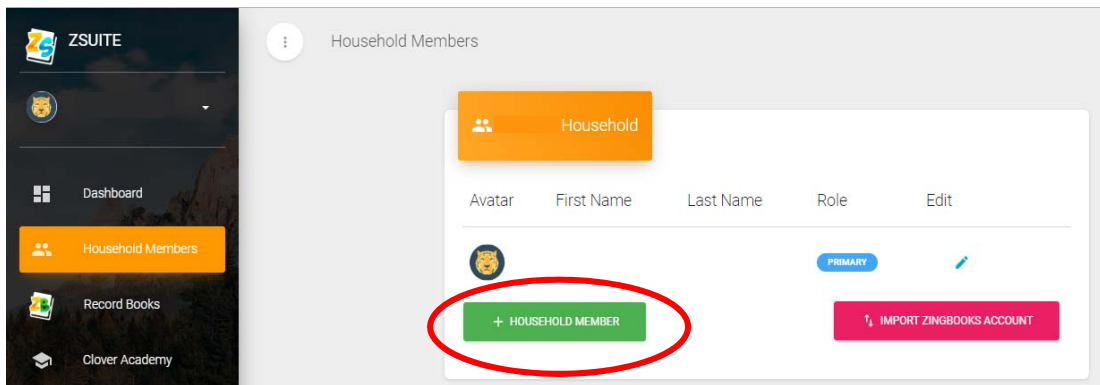 ZSUITE
Household Members
Household
Dashboard
Avatar First Name Last Name Role Edit
Household Members
PRIMARY
Record Books
+ HOUSEHOLD MEMBER
IMPORT ZINGBOOKS ACCOUNT
Clover Academy